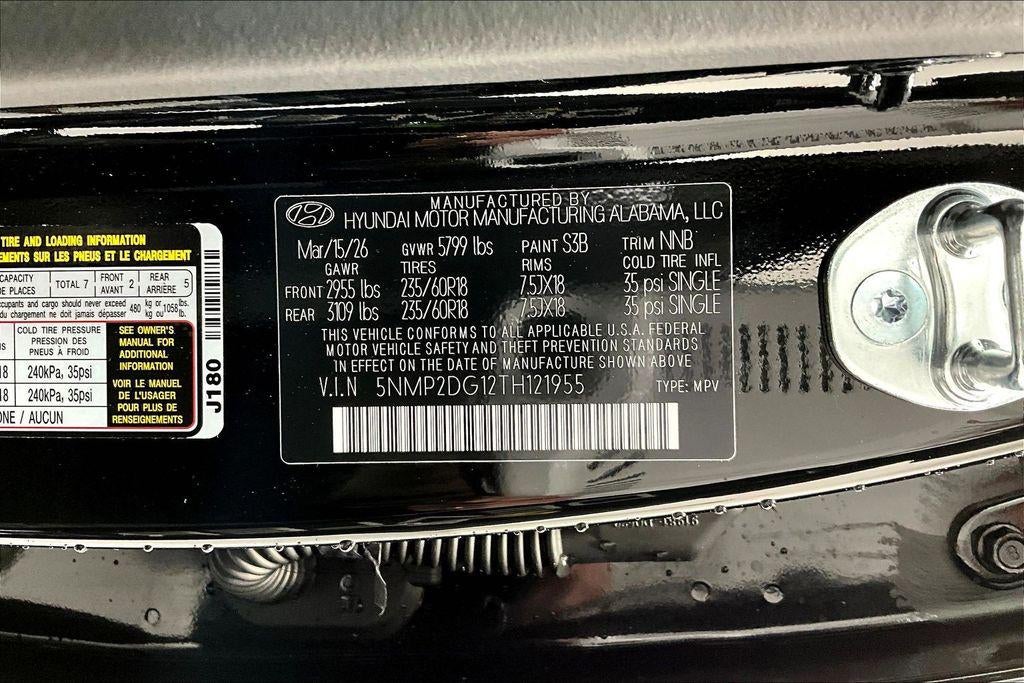 TIRE AND LOADING INFORMATION
SUR LES PNEUS ET LE CHARGEMENT
CAPACITY
DE PLACES
TOTAL 7
FRONT
AVANT 2
REAR
ARRIÈRE 5
occupants and cargo should never exceed 480 kg or 1058 lbs.
du chargement ne doit jamais dépasser
COLD TIRE PRESSURE
PRESSION DES
PNEUS À FROID
240kPa, 35psi
240kPa, 35psi
/ AUCUN
SEE OWNER'S
MANUAL FOR
ADDITIONAL
INFORMATION
VOIR LE MANUEL
DE L'USAGER
POUR PLUS DE
RENSEIGNEMENTS
J180
MANUFACTURED BY
HYUNDAI MOTOR MANUFACTURING ALABAMA, LLC
Mar/15/26 GVWR 5799 lbs PAINT S3B TRIM NNB
GAWR TIRES RIMS COLD TIRE INFL
FRONT 2955 lbs 235/60R18 7.5JX18 35 psi SINGLE
REAR 3109 lbs 235/60R18 7.5JX18 35 psi SINGLE
THIS VEHICLE CONFORMS TO ALL APPLICABLE U.S.A. FEDERAL
MOTOR VEHICLE SAFETY AND THEFT PREVENTION STANDARDS
IN EFFECT ON THE DATE OF MANUFACTURE SHOWN ABOVE
V.I.N 5NMP2DG12TH121955 TYPE: MPV
8